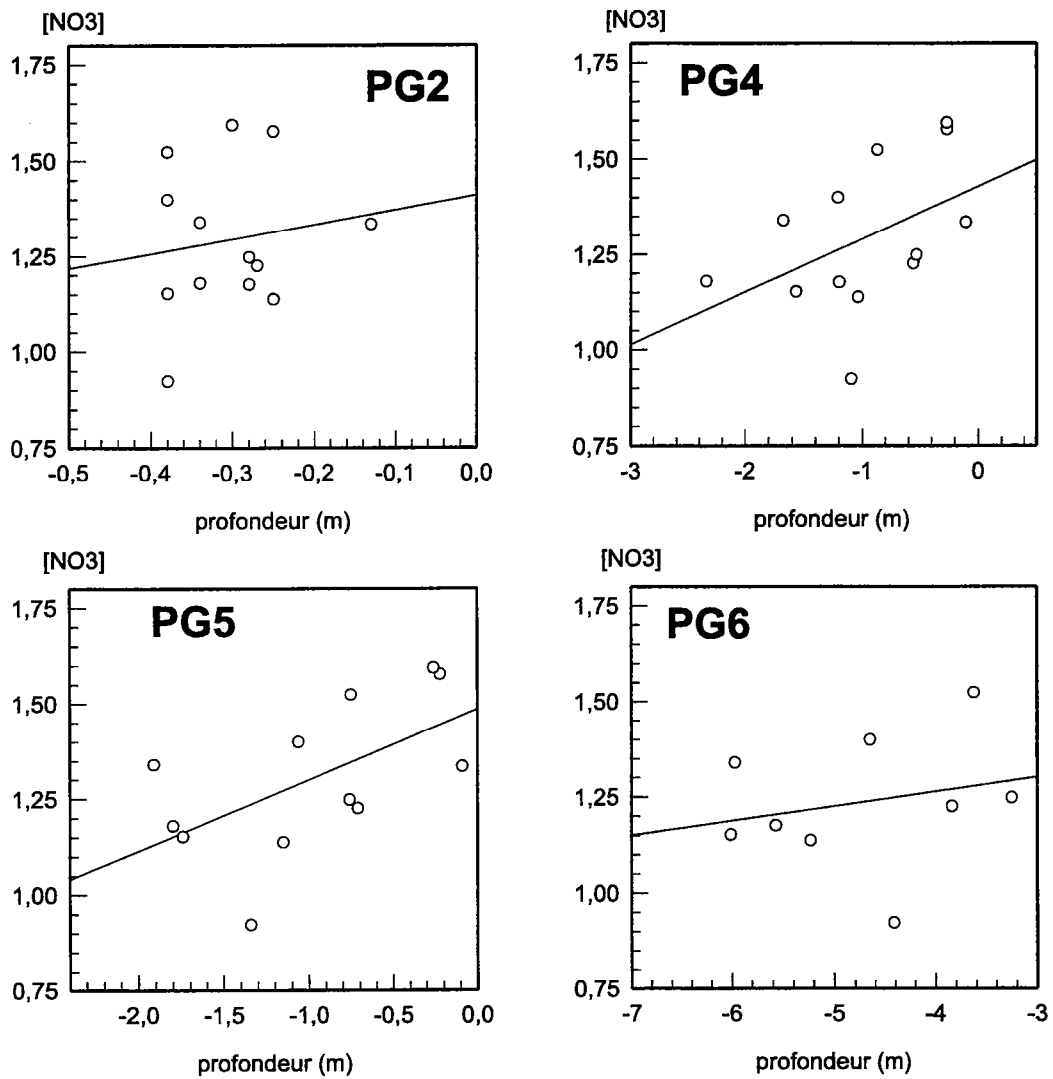 [NO3]
1,75
1,50
1,25
1,00
0,75
PG2
-0,5 -0,4 -0,3 -0,2 -0,1 0,0
profondeur (m)
[NO3]
1,75
1,50
1,25
1,00
0,75
PG4
-3 -2 -1 0
profondeur (m)
[NO3]
1,75
1,50
1,25
1,00
0,75
PG5
-2,0 -1,5 -1,0 -0,5 0,0
profondeur (m)
[NO3]
1,75
1,50
1,25
1,00
0,75
PG6
-7 -6 -5 -4 -3
profondeur (m)